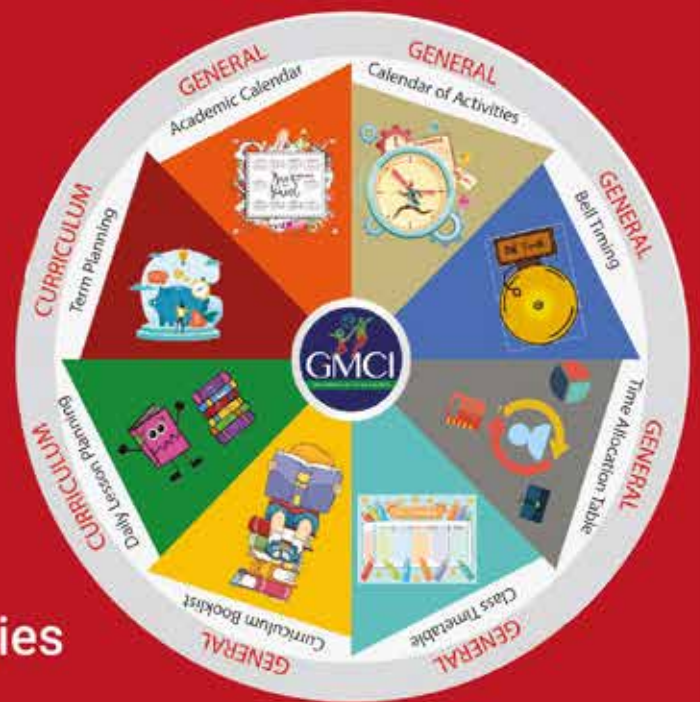 GENERAL
Academic Calendar
GENERAL
Calendar of Activities
GENERAL
Bell Timing
GENERAL
Time Allocation Table
GENERAL
Class Timetable
GENERAL
Curriculum Booklist
CURRICULUM
Daily Lesson Planning
CURRICULUM
Term Planning
GMCI
ies